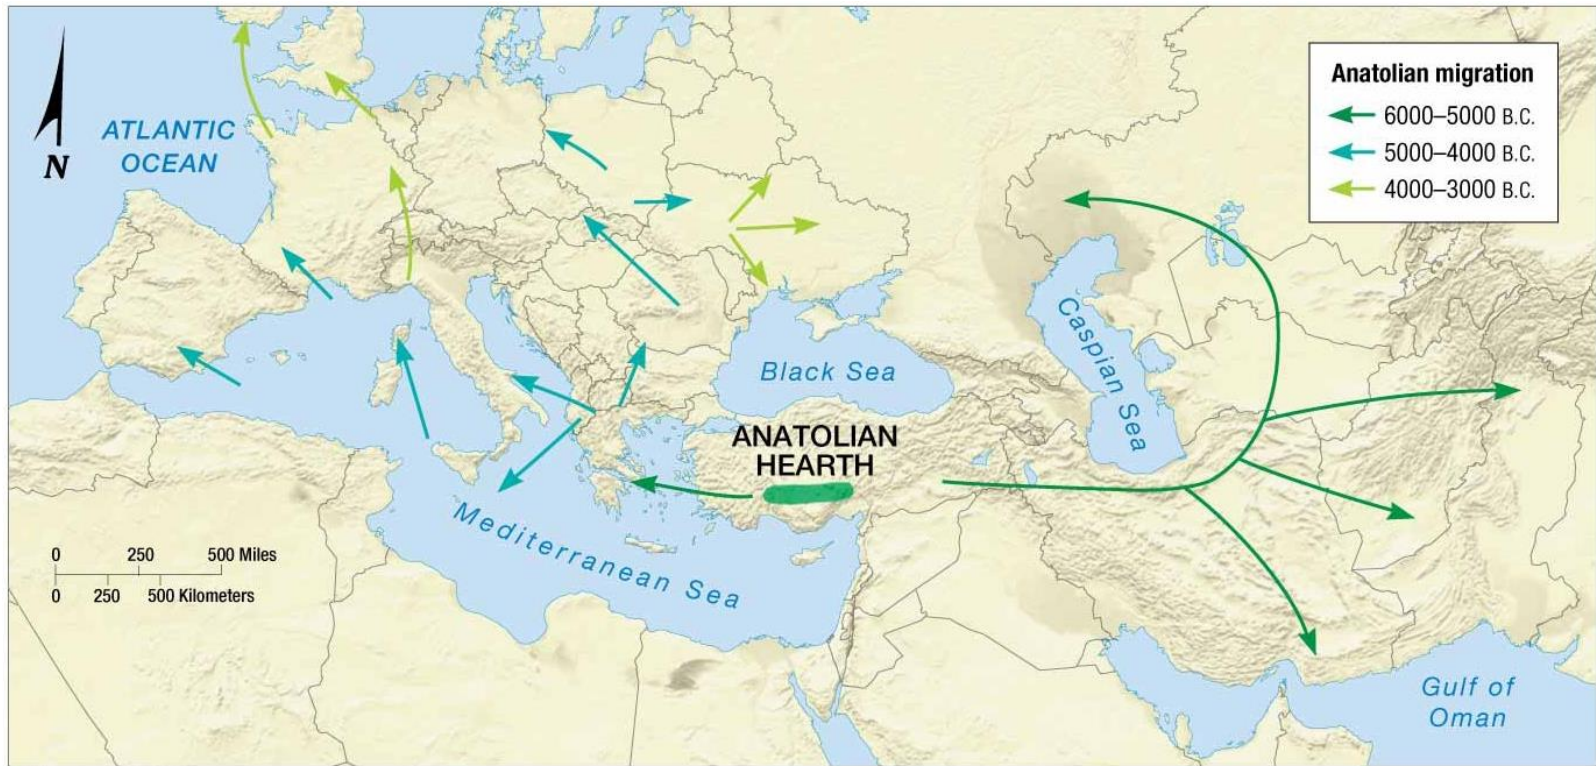 Anatolian migration
6000–5000 B.C.
5000–4000 B.C.
4000–3000 B.C.
N
ATLANTIC
OCEAN
Black Sea
Caspian Sea
ANATOLIAN
HEARTH
Mediterranean Sea
0 250 500 Miles
0 250 500 Kilometers
Gulf of
Oman